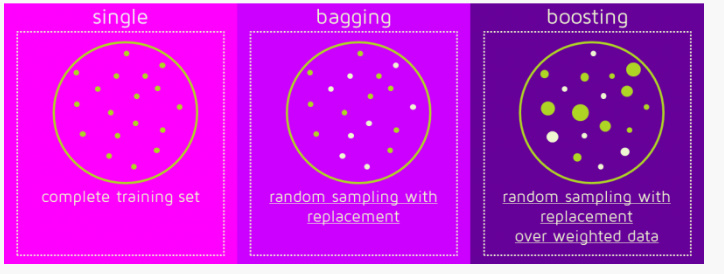 single
complete training set
bagging
random sampling with
replacement
boosting
random sampling with
replacement
over weighted data